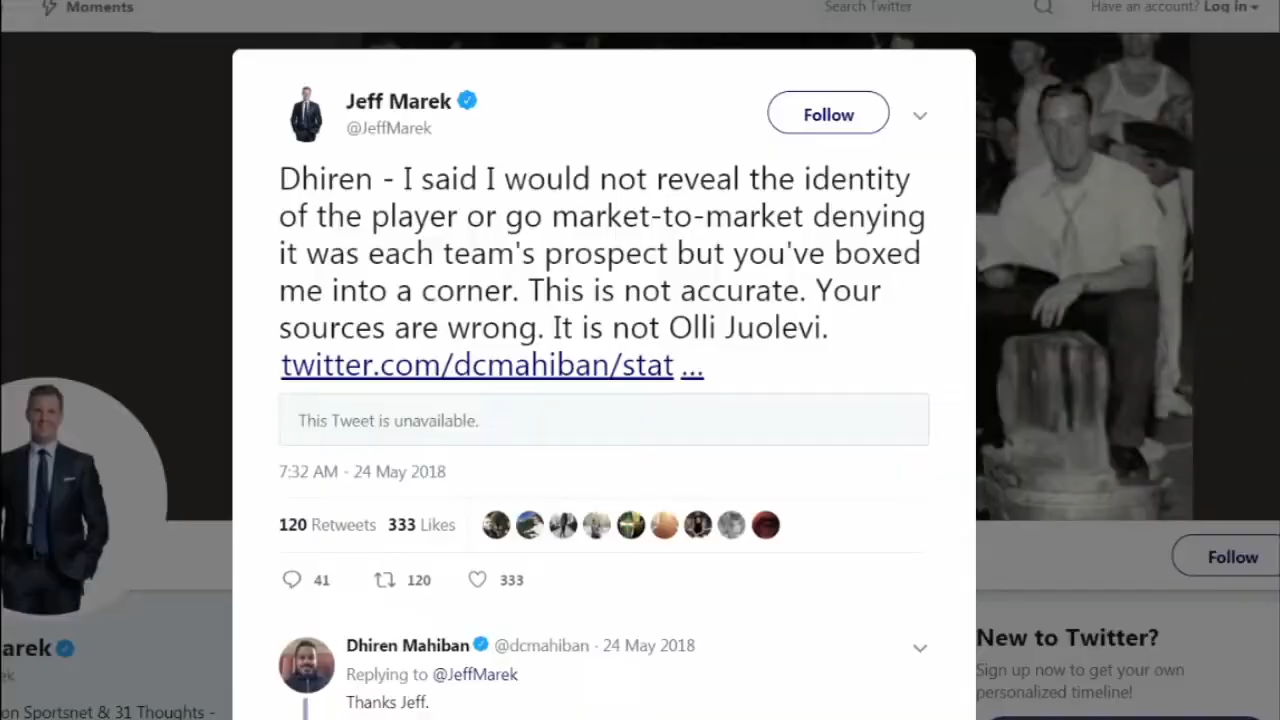 Moments
Search Twitter
Have an account? Log in
Jeff Marek
@JeffMarek
Follow
Dhiren - I said I would not reveal the identity
of the player or go market-to-market denying
it was each team's prospect but you've boxed
me into a corner. This is not accurate. Your
sources are wrong. It is not Olli Juolevi.
twitter.com/dcmahiban/stat ...
This Tweet is unavailable.
7:32 AM - 24 May 2018
120 Retweets 333 Likes
41 120 333
Follow
arek
New to Twitter?
Sign up now to get your own
personalized timeline!
on Sportsnet & 31 Thoughts -
Dhiren Mahiban @dcmahiban · 24 May 2018
Replying to @JeffMarek
Thanks Jeff.